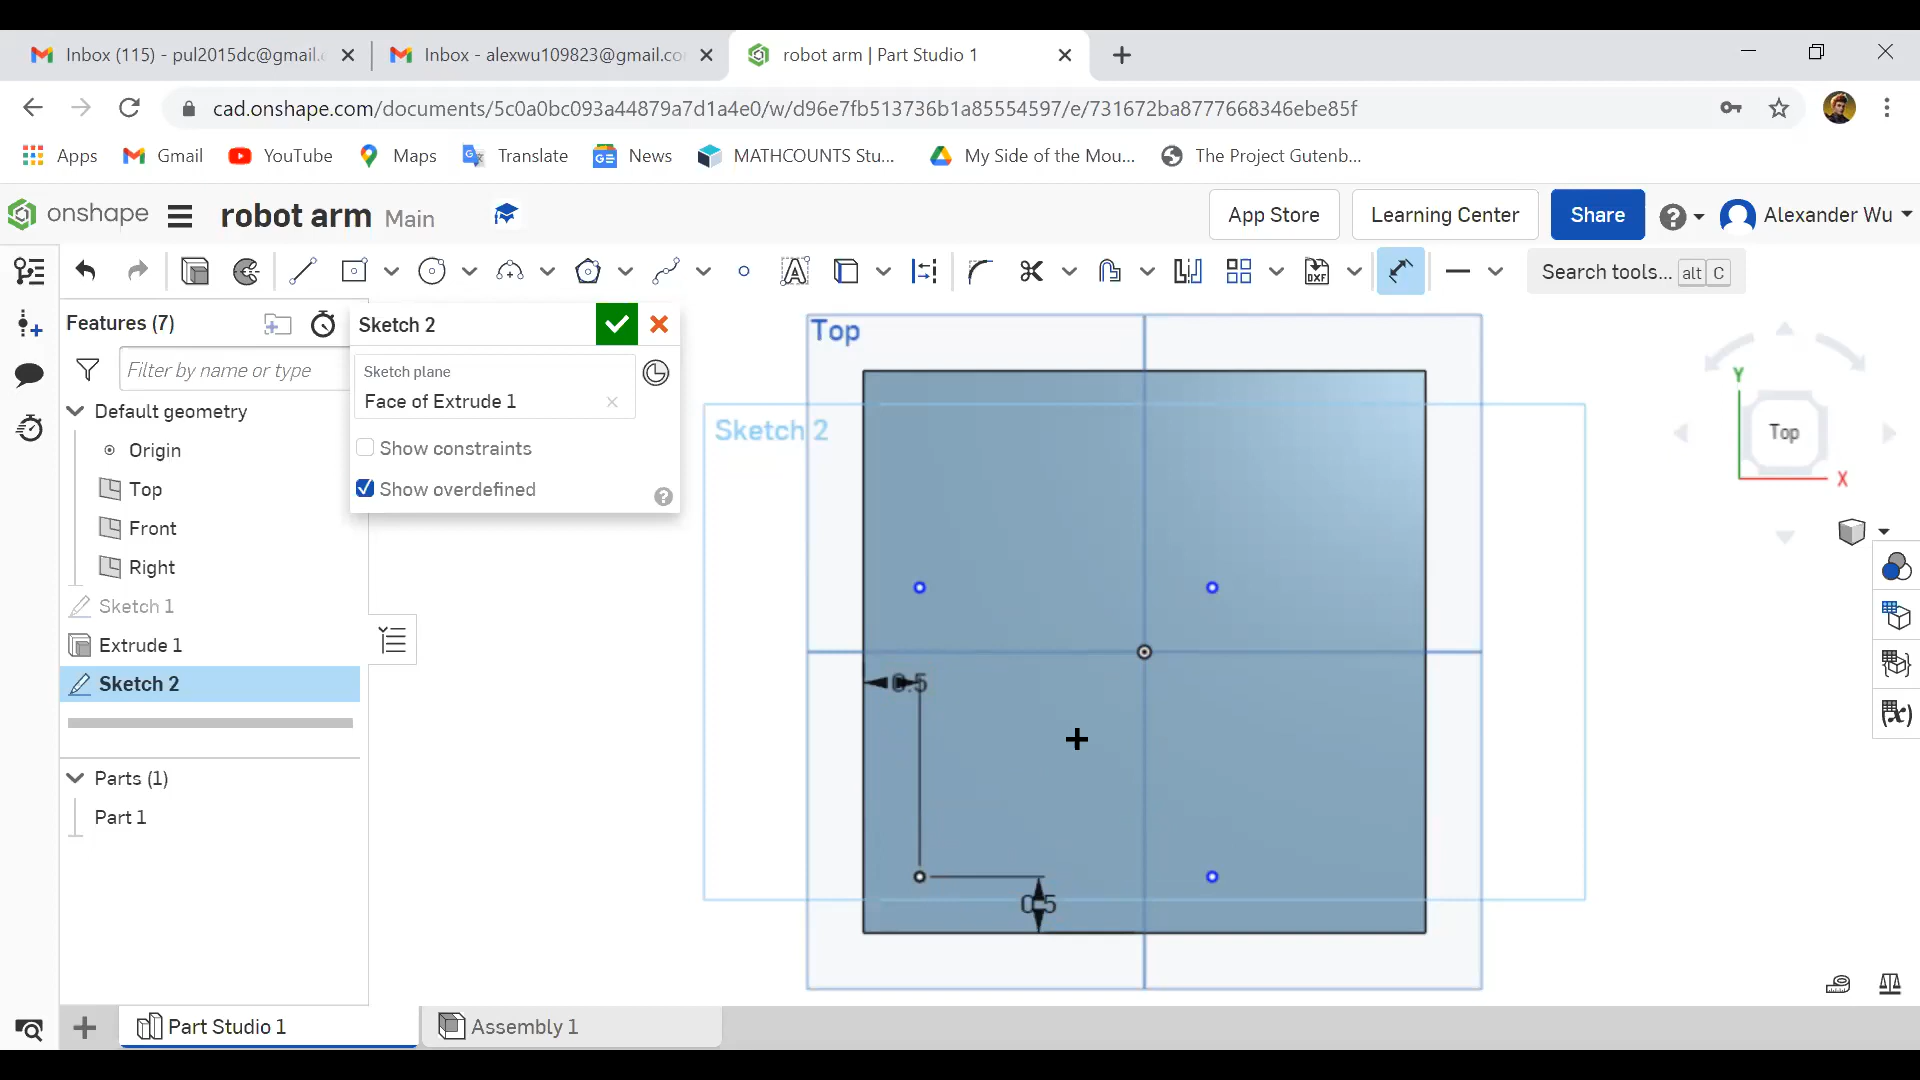 Inbox (115) - pul2015dc@gmail.
Inbox - alexwu109823@gmail.co
robot arm | Part Studio 1
cad.onshape.com/documents/5c0a0bc093a44879a7d1a4e0/w/d96e7fb513736b1a85554597/e/731672ba8777668346ebe85f
Apps
Gmail
YouTube
Maps
Translate
News
MATHCOUNTS Stu...
My Side of the Mou...
The Project Gutenb...
onshape
robot arm Main
App Store
Learning Center
Share
Alexander Wu
Search tools... alt C
Features (7)
Filter by name or type
Default geometry
Origin
Top
Front
Right
Sketch 1
Extrude 1
Sketch 2
Parts (1)
Part 1
Sketch 2
Sketch plane
Face of Extrude 1
Show constraints
Show overdefined
Top
Sketch 2
0.5
0.5
Y
Top
X
Part Studio 1
Assembly 1